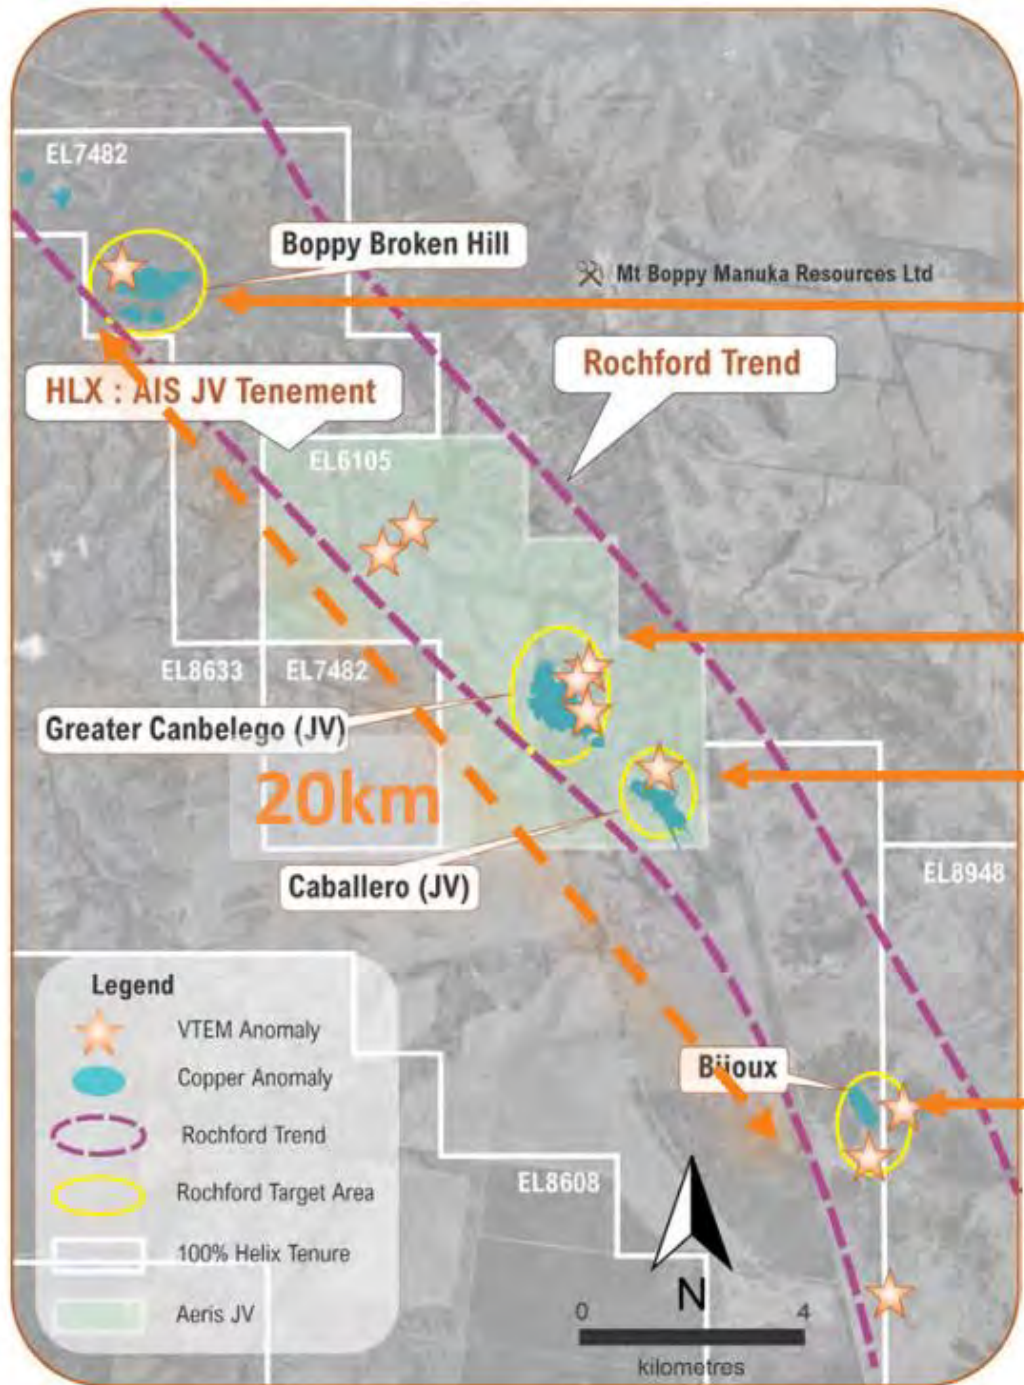 EL7482
Boppy Broken Hill
Mt Boppy Manuka Resources Ltd
Rochford Trend
HLX : AIS JV Tenement
EL6105
EL8633
EL7482
Greater Canbelego (JV)
20km
Caballero (JV)
EL8948
Legend
VTEM Anomaly
Copper Anomaly
Rochford Trend
Rochford Target Area
100% Helix Tenure
Aeris JV
Bijoux
EL8608
N
0 4
kilometres